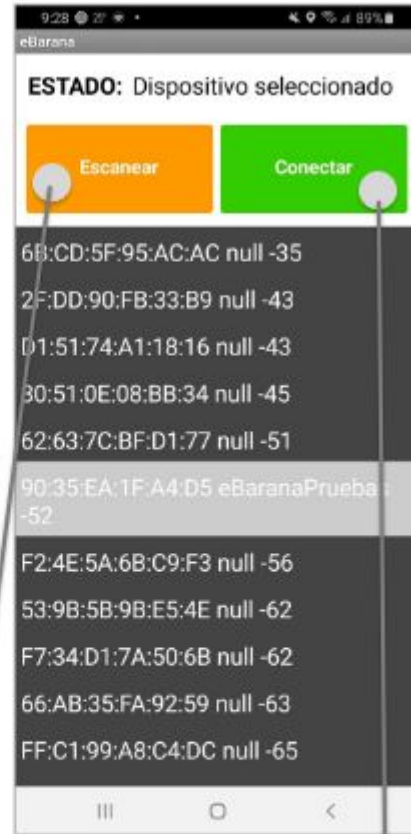 9:28 27° 89%
eBarana
ESTADO: Dispositivo seleccionado
Escanear Conectar
6B:CD:5F:95:AC:AC null -35
2F:DD:90:FB:33:B9 null -43
D1:51:74:A1:18:16 null -43
30:51:0E:08:BB:34 null -45
62:63:7C:BF:D1:77 null -51
90:35:EA:1F:A4:D5 eBaranaPruebas
-52
F2:4E:5A:6B:C9:F3 null -56
53:9B:5B:9B:E5:4E null -62
F7:34:D1:7A:50:6B null -62
66:AB:35:FA:92:59 null -63
FF:C1:99:A8:C4:DC null -65